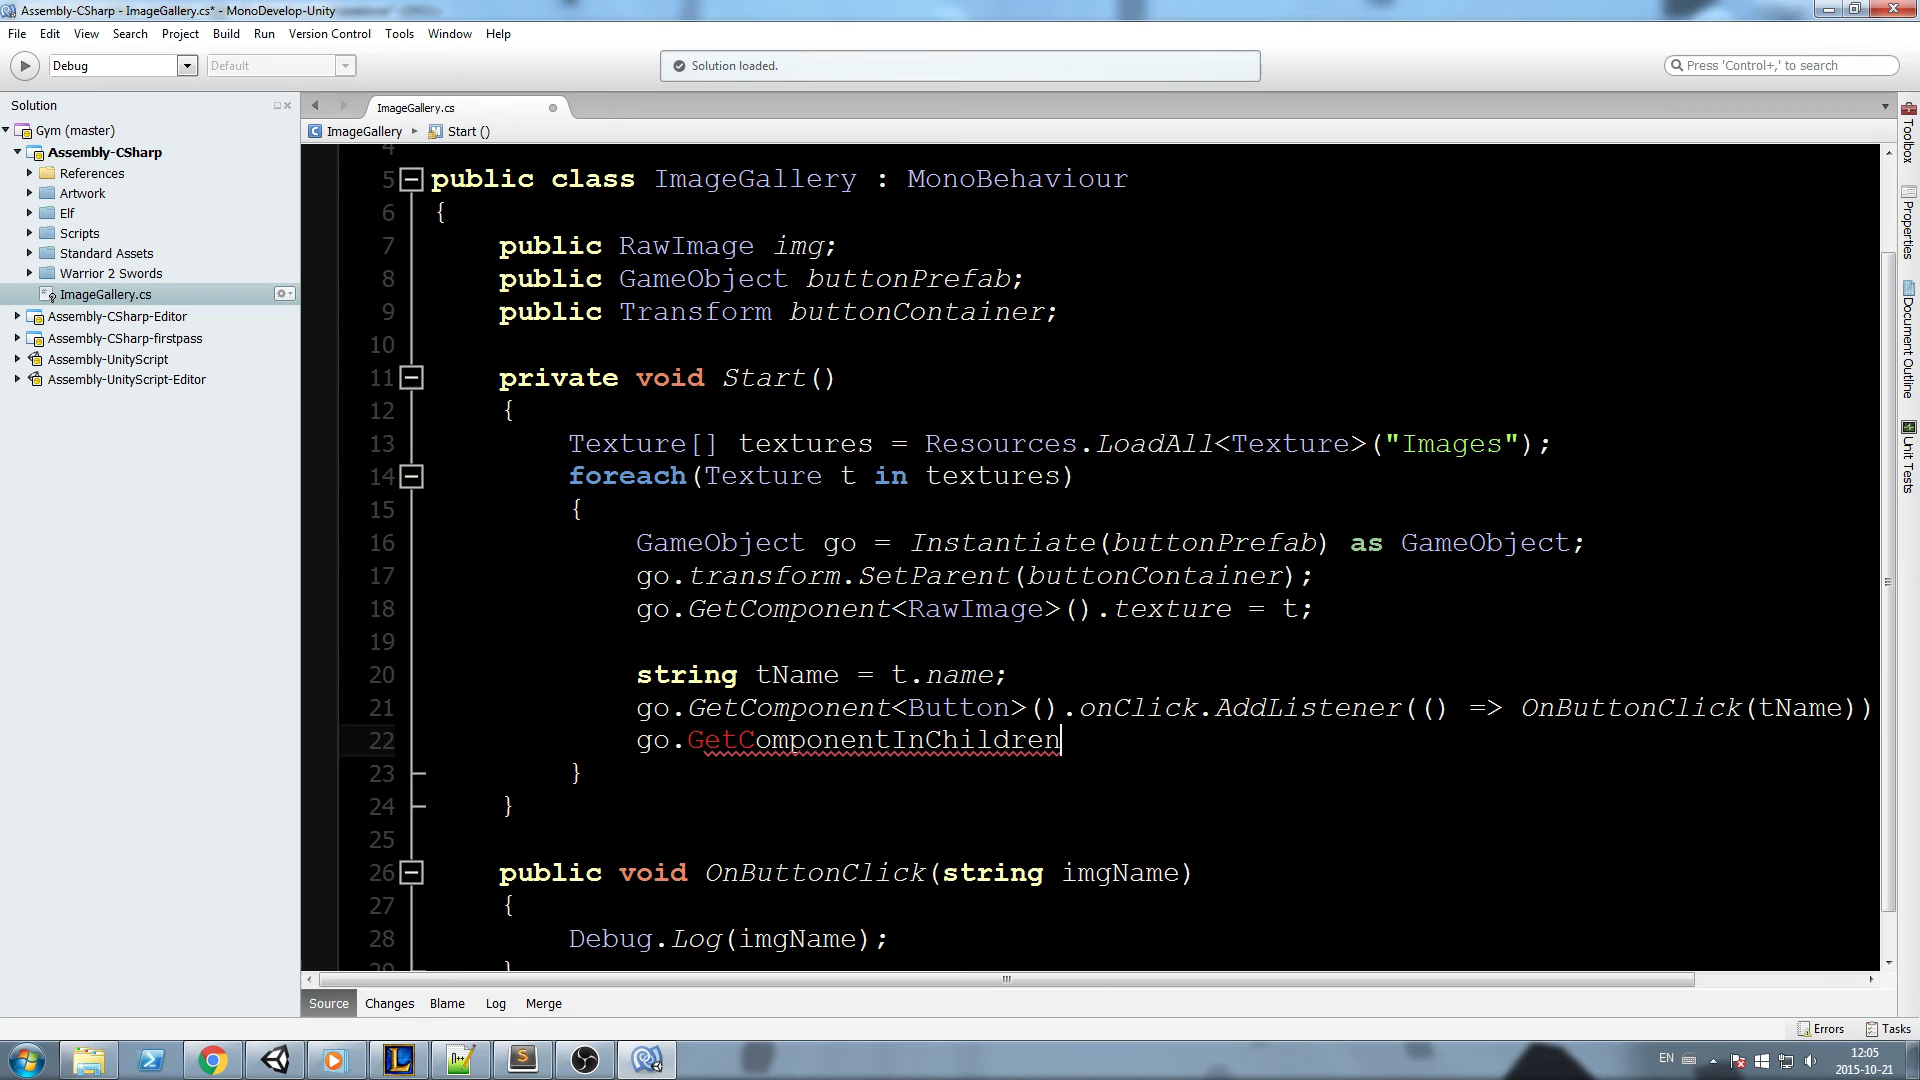 Assembly-CSharp - ImageGallery.cs* - MonoDevelop-Unity
File Edit View Search Project Build Run Version Control Tools Window Help
Debug
Default
Solution loaded.
Press 'Control+,' to search
Solution
Gym (master)
Assembly-CSharp
References
Artwork
Elf
Scripts
Standard Assets
Warrior 2 Swords
ImageGallery.cs
Assembly-CSharp-Editor
Assembly-CSharp-firstpass
Assembly-UnityScript
Assembly-UnityScript-Editor
ImageGallery.cs
ImageGallery Start ()
4
5 public class ImageGallery : MonoBehaviour
6 {
7 public RawImage img;
8 public GameObject buttonPrefab;
9 public Transform buttonContainer;
10
11 private void Start()
12 {
13 Texture[] textures = Resources.LoadAll<Texture>("Images");
14 foreach(Texture t in textures)
15 {
16 GameObject go = Instantiate(buttonPrefab) as GameObject;
17 go.transform.SetParent(buttonContainer);
18 go.GetComponent<RawImage>().texture = t;
19
20 string tName = t.name;
21 go.GetComponent<Button>().onClick.AddListener(() => OnButtonClick(tName))
22 go.GetComponentInChildren
23 }
24 }
25
26 public void OnButtonClick(string imgName)
27 {
28 Debug.Log(imgName);
29 }
Source Changes Blame Log Merge
Toolbox
Properties
Document Outline
Unit Tests
Errors Tasks
EN
12:05
2015-10-21